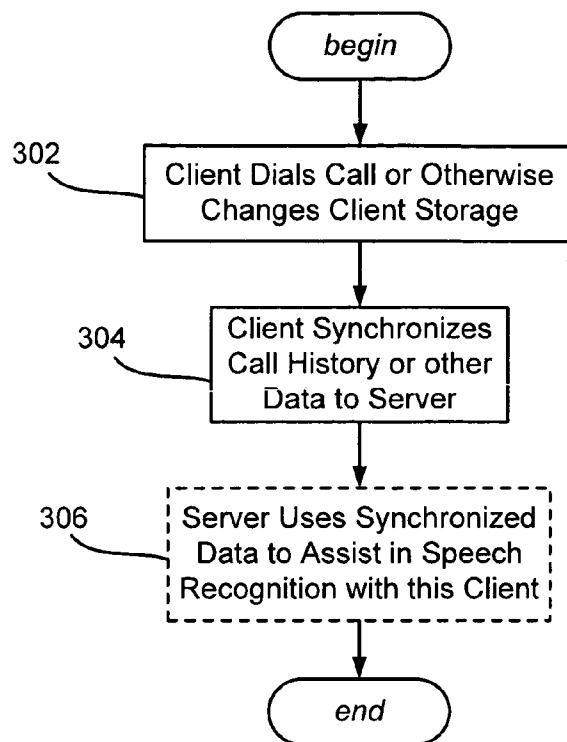 begin
302
Client Dials Call or Otherwise
Changes Client Storage
304
Client Synchronizes
Call History or other
Data to Server
306
Server Uses Synchronized
Data to Assist in Speech
Recognition with this Client
end